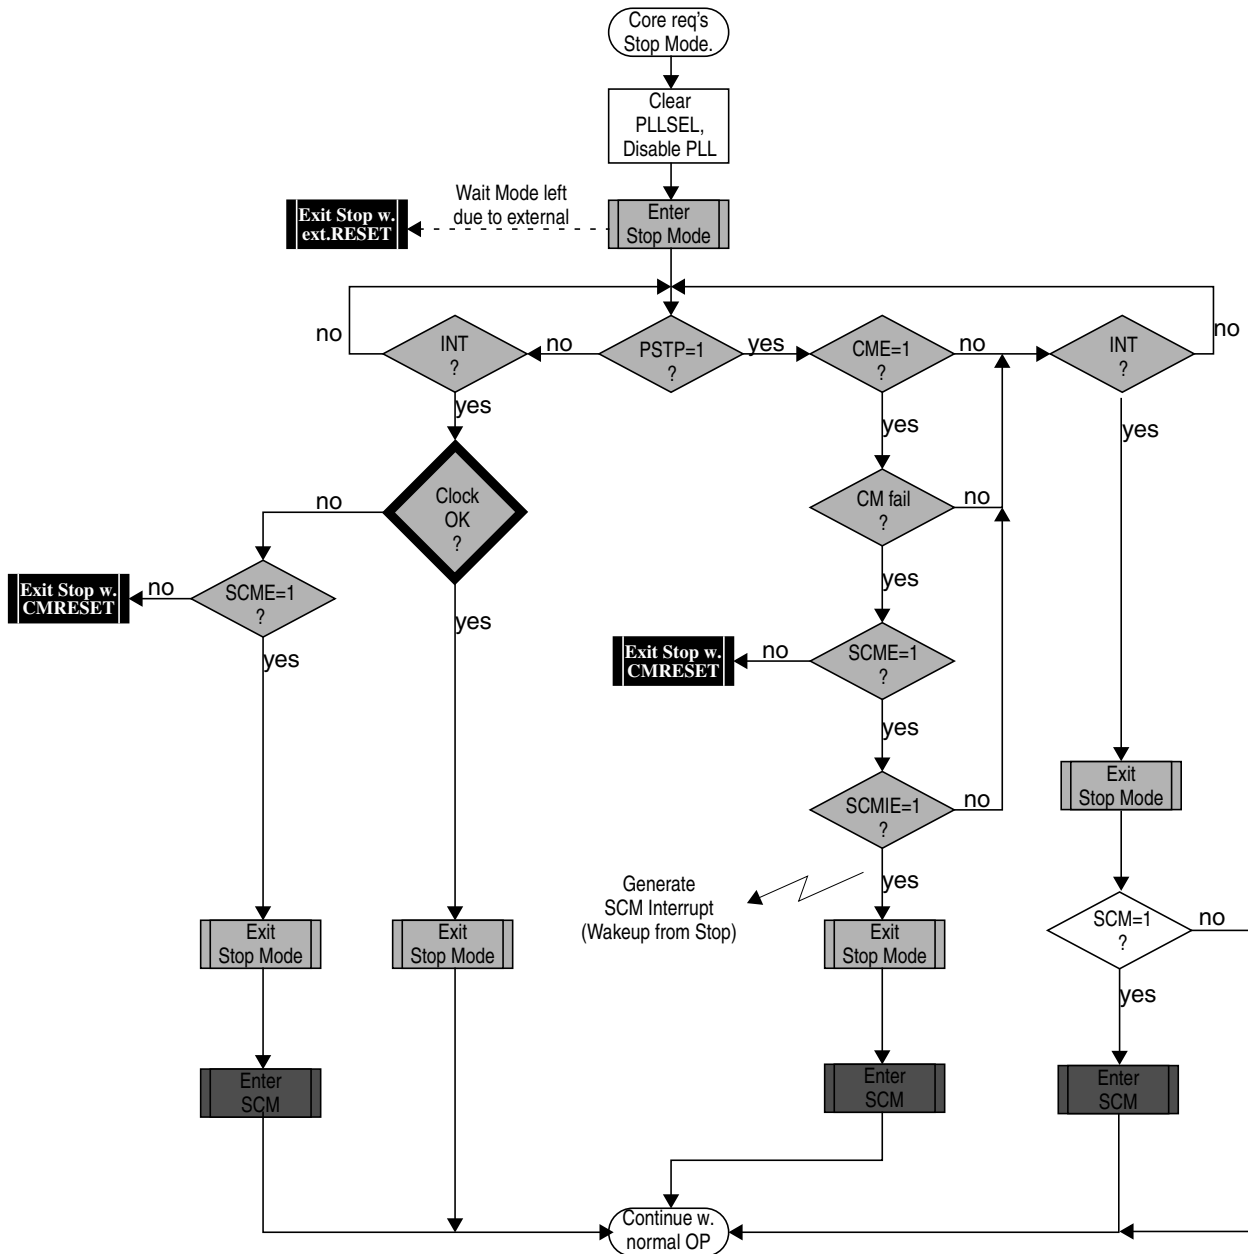 Core req's
Stop Mode.
Clear
PLLSEL,
Disable PLL
Wait Mode left
due to external
Exit Stop w.
ext.RESET
Enter
Stop Mode
no
INT
?
no
PSTP=1
?
yes
CME=1
?
no
INT
?
no
yes
yes
yes
Clock
OK
?
no
CM fail
?
no
yes
Exit Stop w.
CMRESET
no
SCME=1
?
yes
yes
Exit Stop w.
CMRESET
no
SCME=1
?
yes
SCMIE=1
?
no
Exit
Stop Mode
Generate
SCM Interrupt
(Wakeup from Stop)
yes
Exit
Stop Mode
Exit
Stop Mode
Exit
Stop Mode
SCM=1
?
no
yes
Enter
SCM
Enter
SCM
Enter
SCM
Continue w.
normal OP